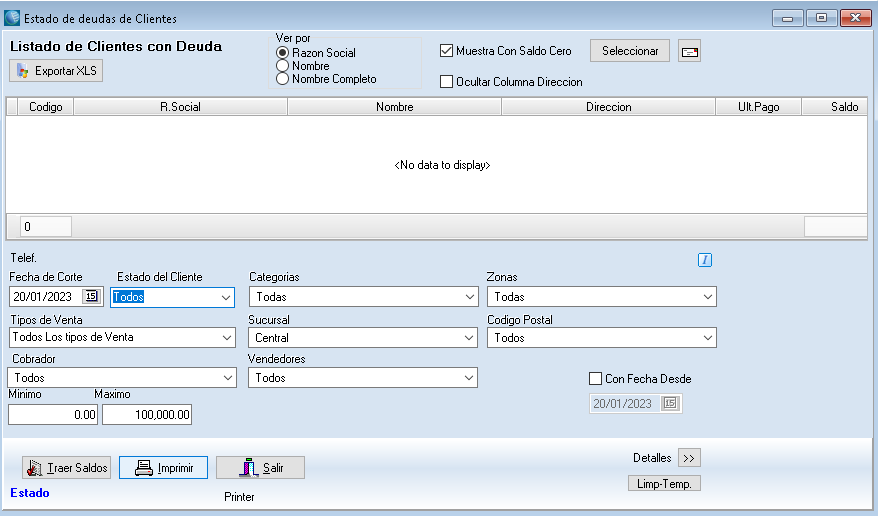 Estado de deudas de Clientes
Listado de Clientes con Deuda
Exportar XLS
Ver por
Razon Social
Nombre
Nombre Completo
Muestra Con Saldo Cero
Ocultar Columna Direccion
Seleccionar
Codigo R.Social Nombre Direccion Ult.Pago Saldo
<No data to display>
0
Telef.
Fecha de Corte Estado del Cliente Categorias Zonas
20/01/2023 15 Todos Todas Todas
Tipos de Venta Sucursal Codigo Postal
Todos Los tipos de Venta Central Todos
Cobrador Vendedores
Todos Todos
Con Fecha Desde
Minimo Maximo
20/01/2023 15
0.00 100,000.00
Traer Saldos Imprimir Salir
Detalles >>
Limp-Temp.
Estado
Printer